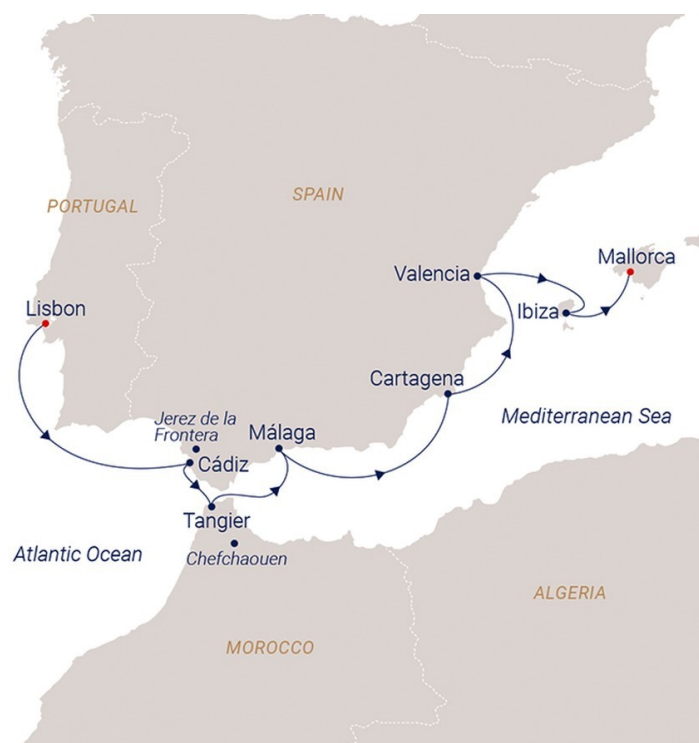 SPAIN
PORTUGAL
Mallorca
Valencia
Lisbon
Ibiza
Cartagena
Jerez de la
Frontera
Málaga
Mediterranean Sea
Cádiz
Tangier
Atlantic Ocean
Chefchaouen
ALGERIA
MOROCCO